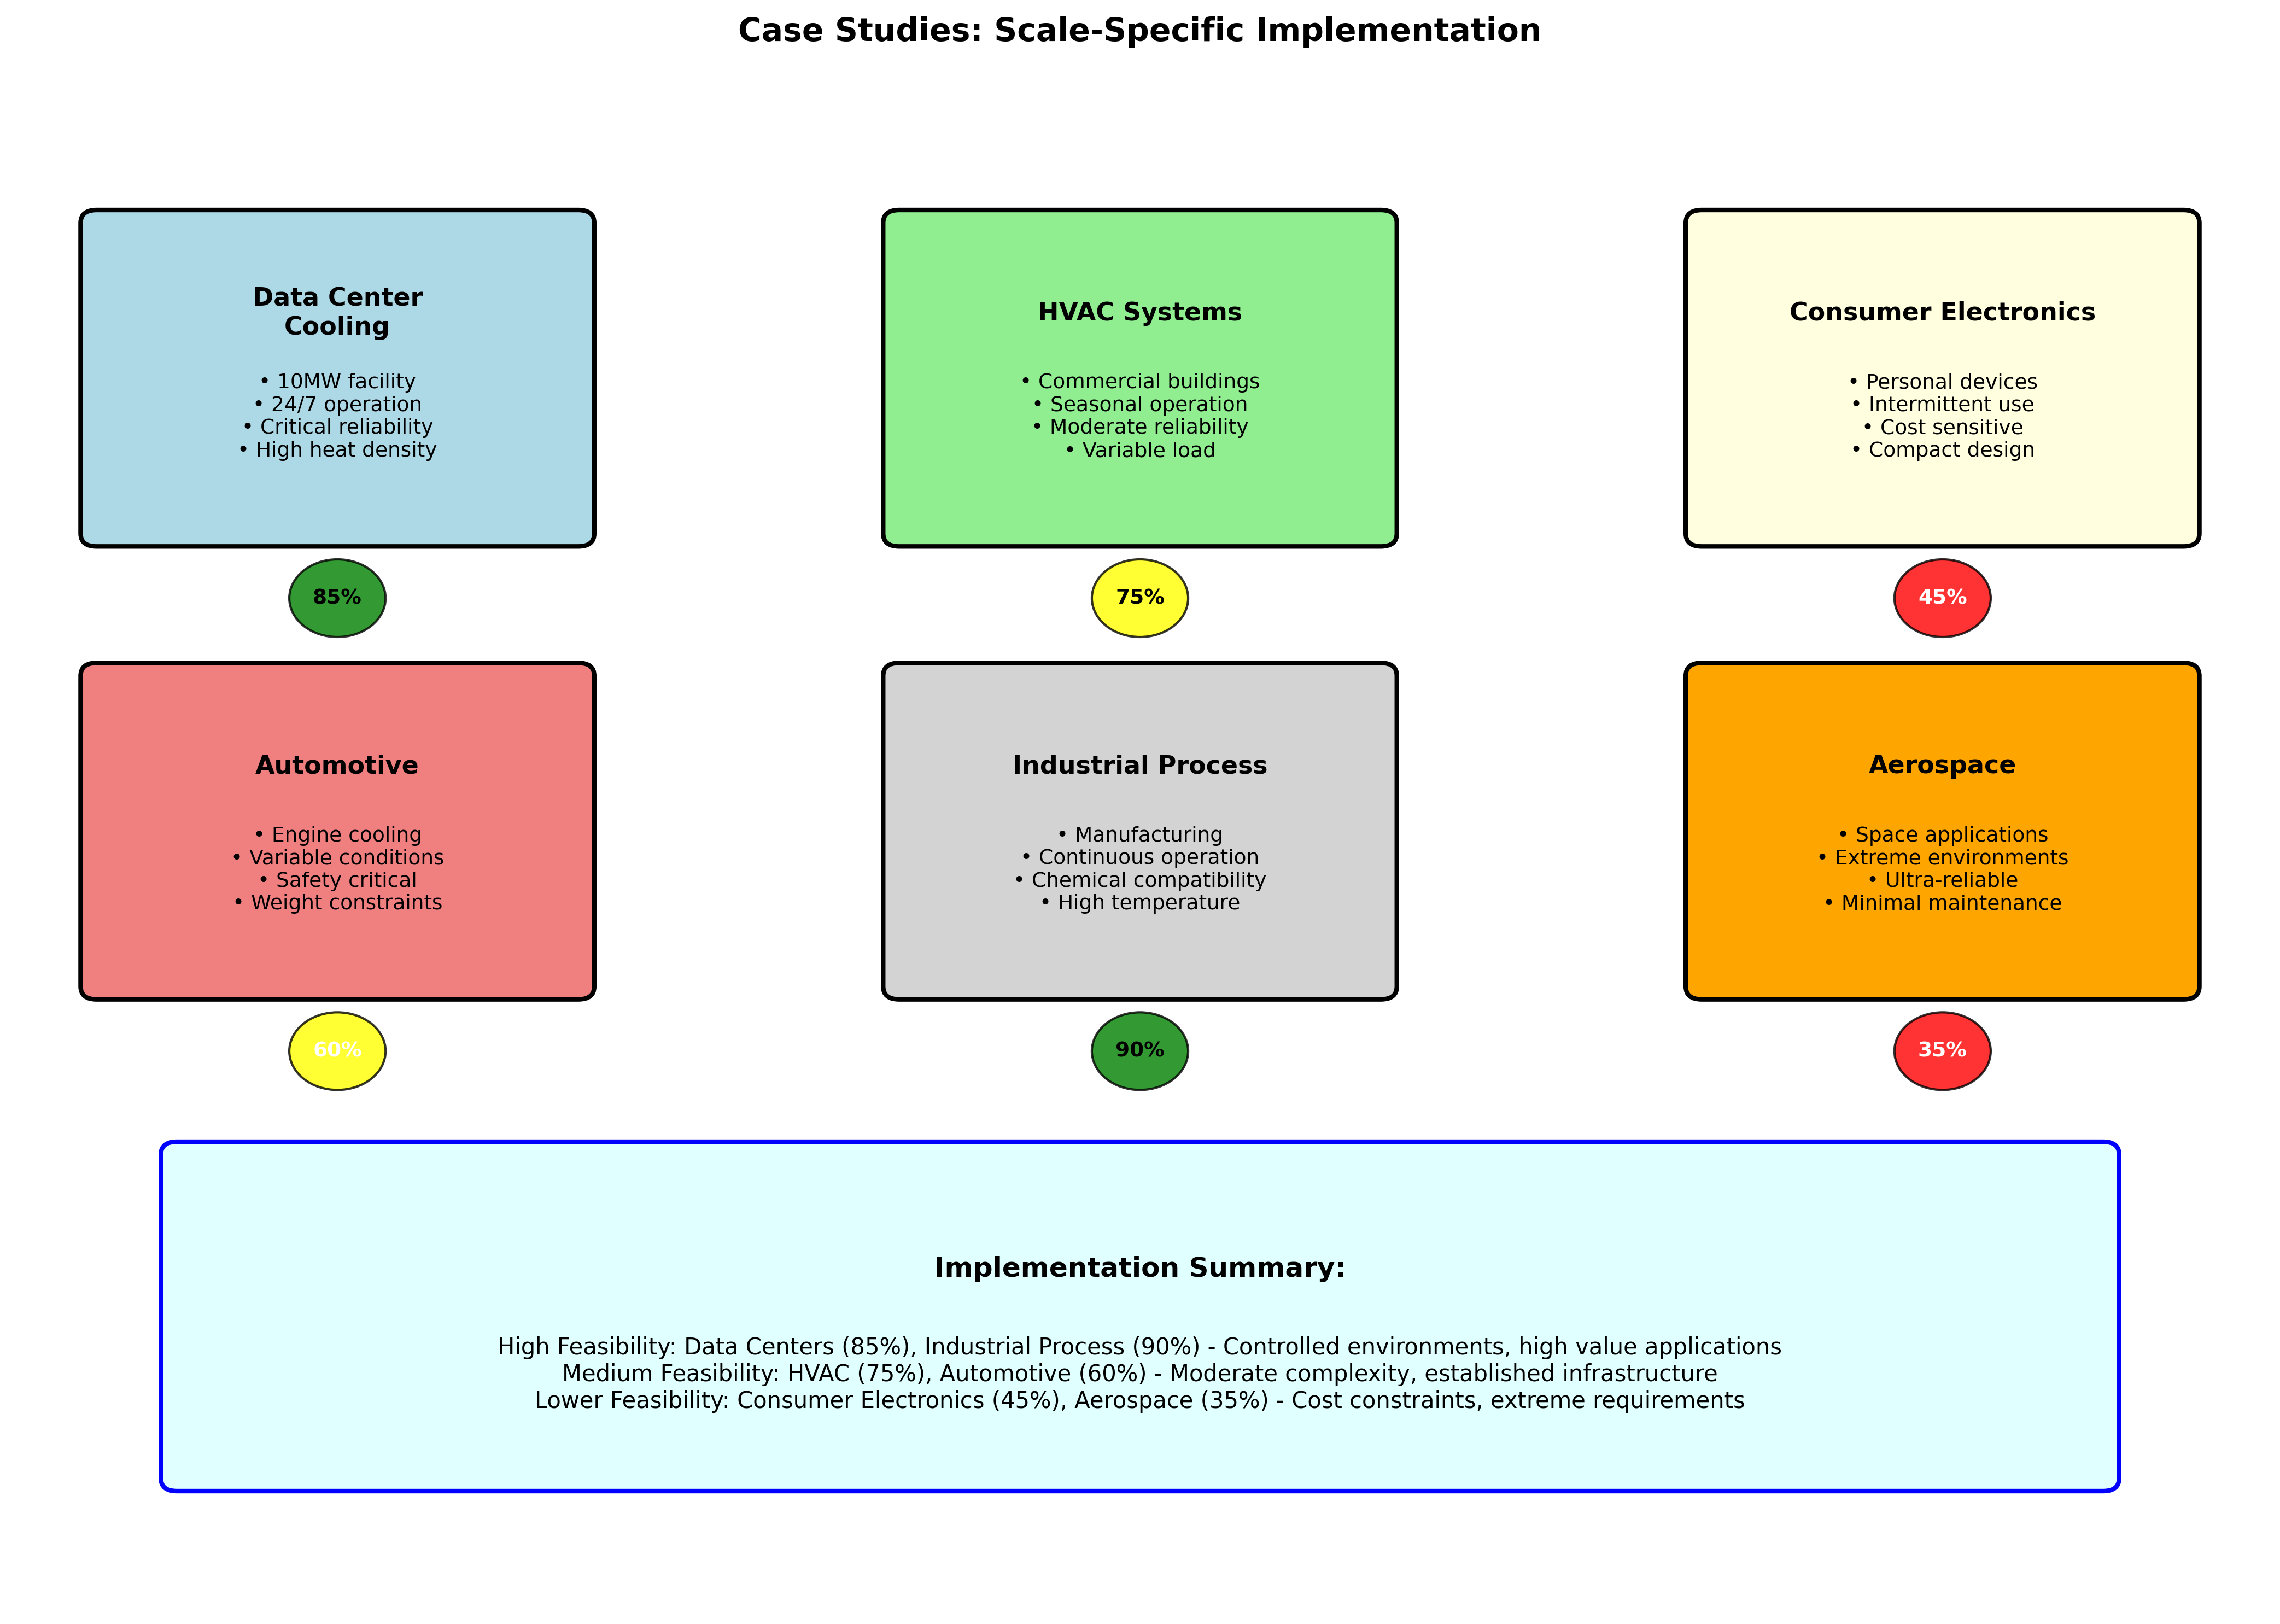 Case Studies: Scale-Specific Implementation
Data Center
Cooling
• 10MW facility
• 24/7 operation
• Critical reliability
• High heat density
85%
HVAC Systems
• Commercial buildings
• Seasonal operation
• Moderate reliability
• Variable load
75%
Consumer Electronics
• Personal devices
• Intermittent use
• Cost sensitive
• Compact design
45%
Automotive
• Engine cooling
• Variable conditions
• Safety critical
• Weight constraints
60%
Industrial Process
• Manufacturing
• Continuous operation
• Chemical compatibility
• High temperature
90%
Aerospace
• Space applications
• Extreme environments
• Ultra-reliable
• Minimal maintenance
35%
Implementation Summary:
High Feasibility: Data Centers (85%), Industrial Process (90%) - Controlled environments, high value applications
Medium Feasibility: HVAC (75%), Automotive (60%) - Moderate complexity, established infrastructure
Lower Feasibility: Consumer Electronics (45%), Aerospace (35%) - Cost constraints, extreme requirements